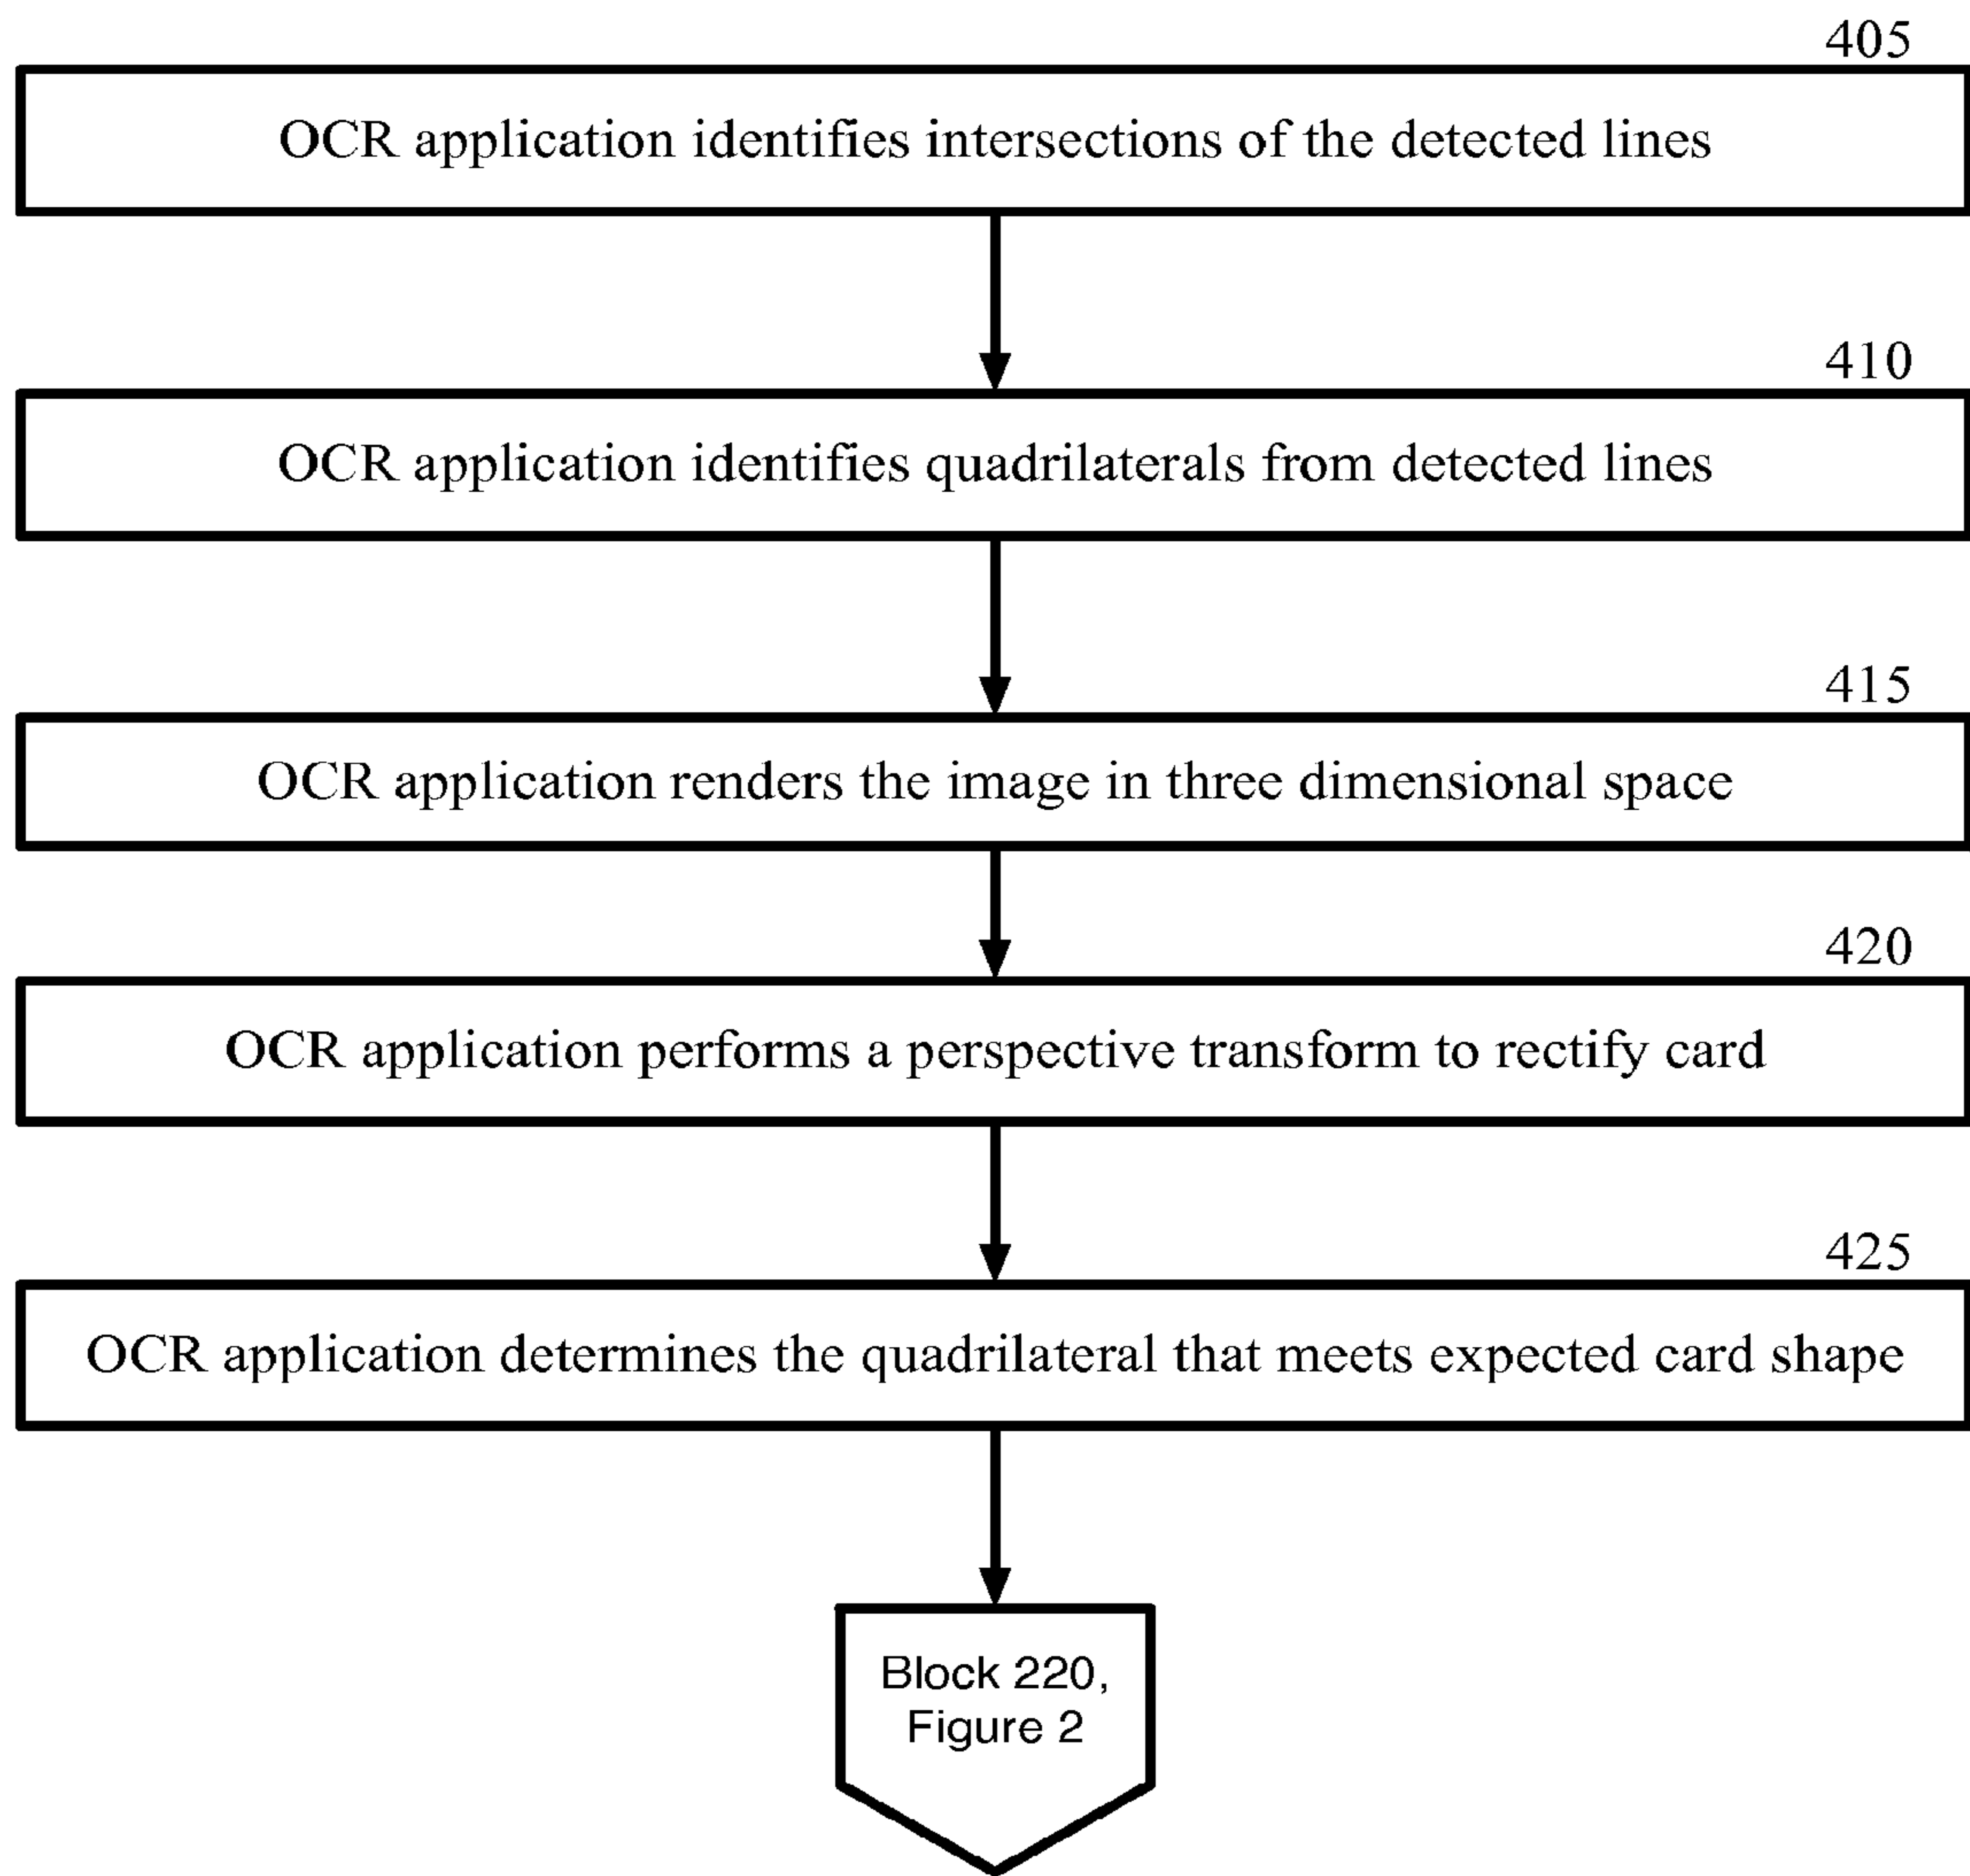 405
OCR application identifies intersections of the detected lines
410
OCR application identifies quadrilaterals from detected lines
415
OCR application renders the image in three dimensional space
420
OCR application performs a perspective transform to rectify card
425
OCR application determines the quadrilateral that meets expected card shape
Block 220,
Figure 2